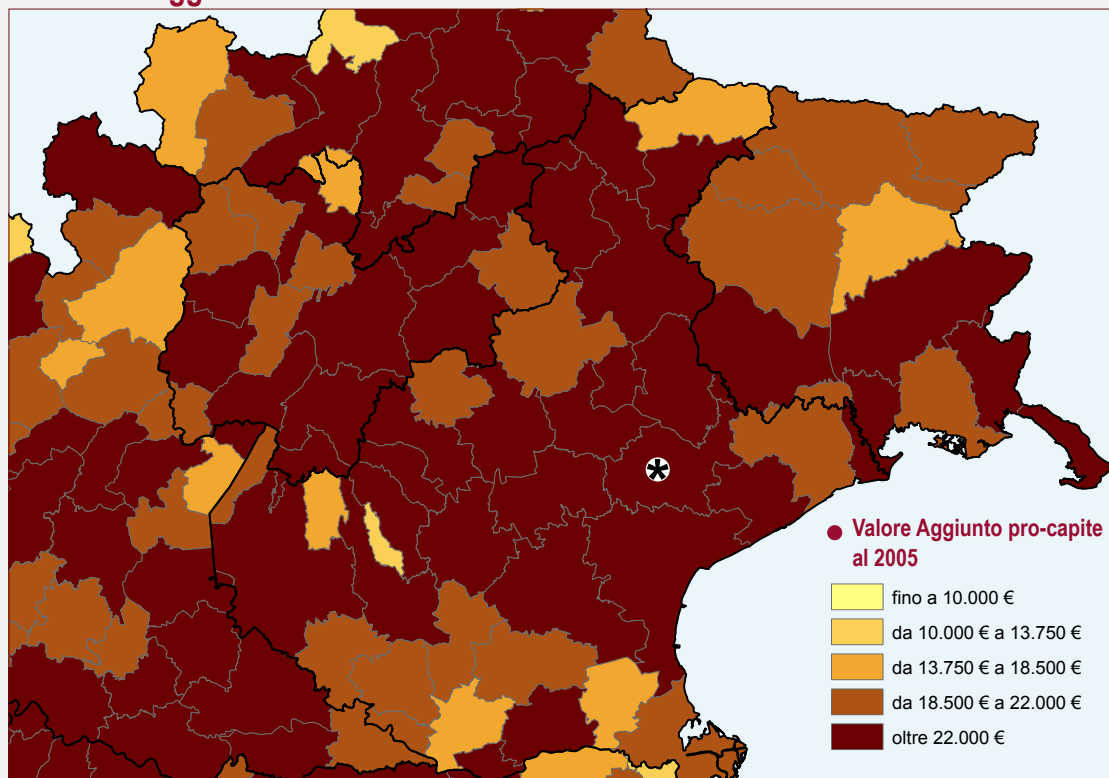 Valore Aggiunto pro-capite
al 2005
fino a 10.000 €
da 10.000 € a 13.750 €
da 13.750 € a 18.500 €
da 18.500 € a 22.000 €
oltre 22.000 €